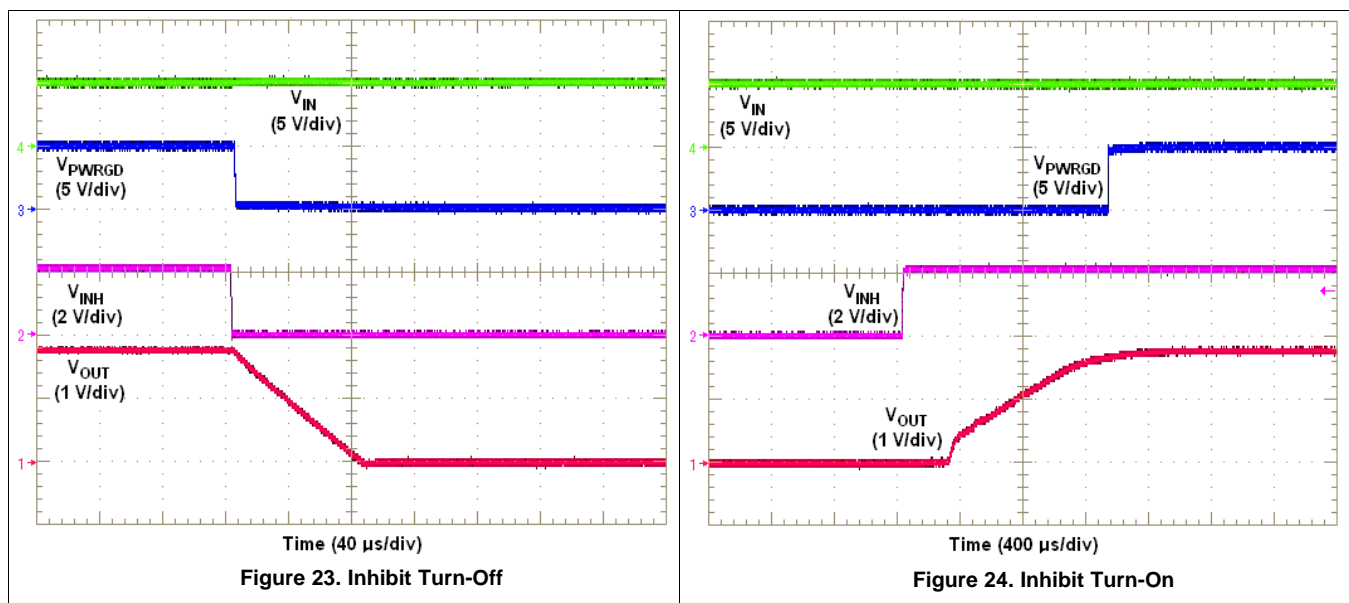 V_IN
(5 V/div)
4
V_PWRGD
(5 V/div)
3
V_INH
(2 V/div)
2
V_OUT
(1 V/div)
1
Time (40 µs/div)
Figure 23. Inhibit Turn-Off
V_IN
(5 V/div)
4
V_PWRGD
(5 V/div)
3
V_INH
(2 V/div)
2
V_OUT
(1 V/div)
1
Time (400 µs/div)
Figure 24. Inhibit Turn-On